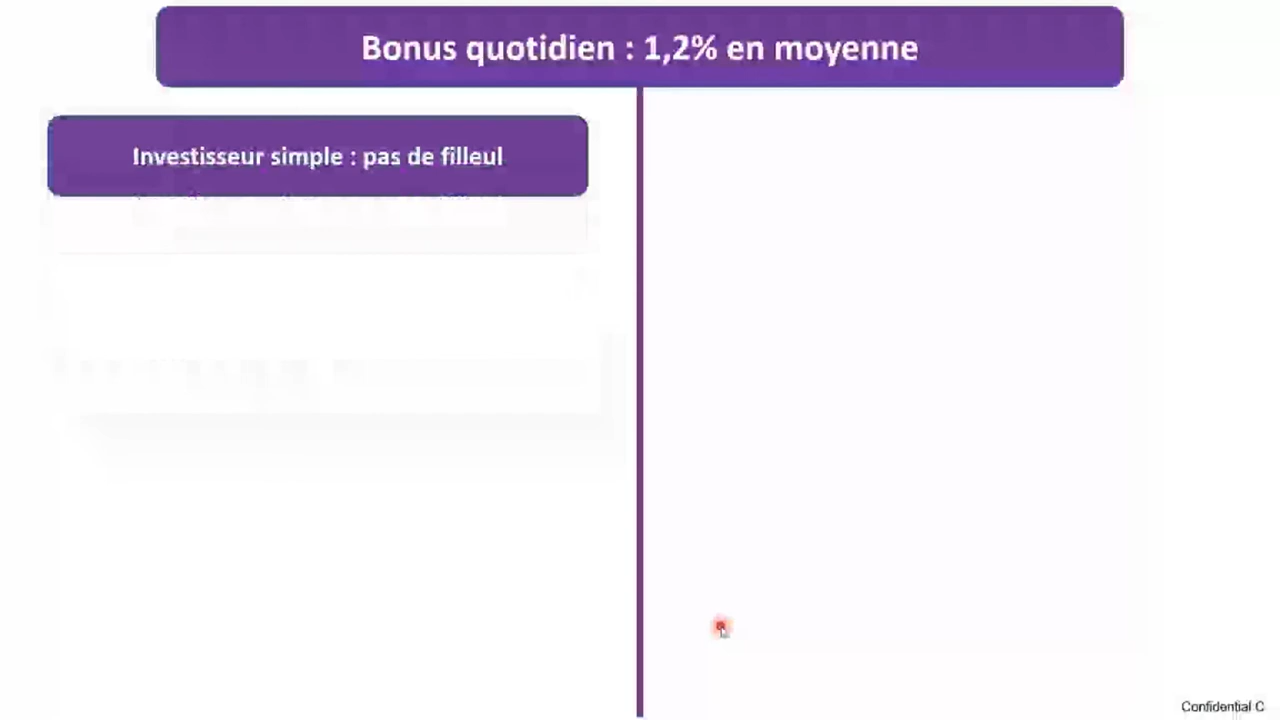 Bonus quotidien : 1,2% en moyenne
Investisseur simple : pas de filleul
Confidential C